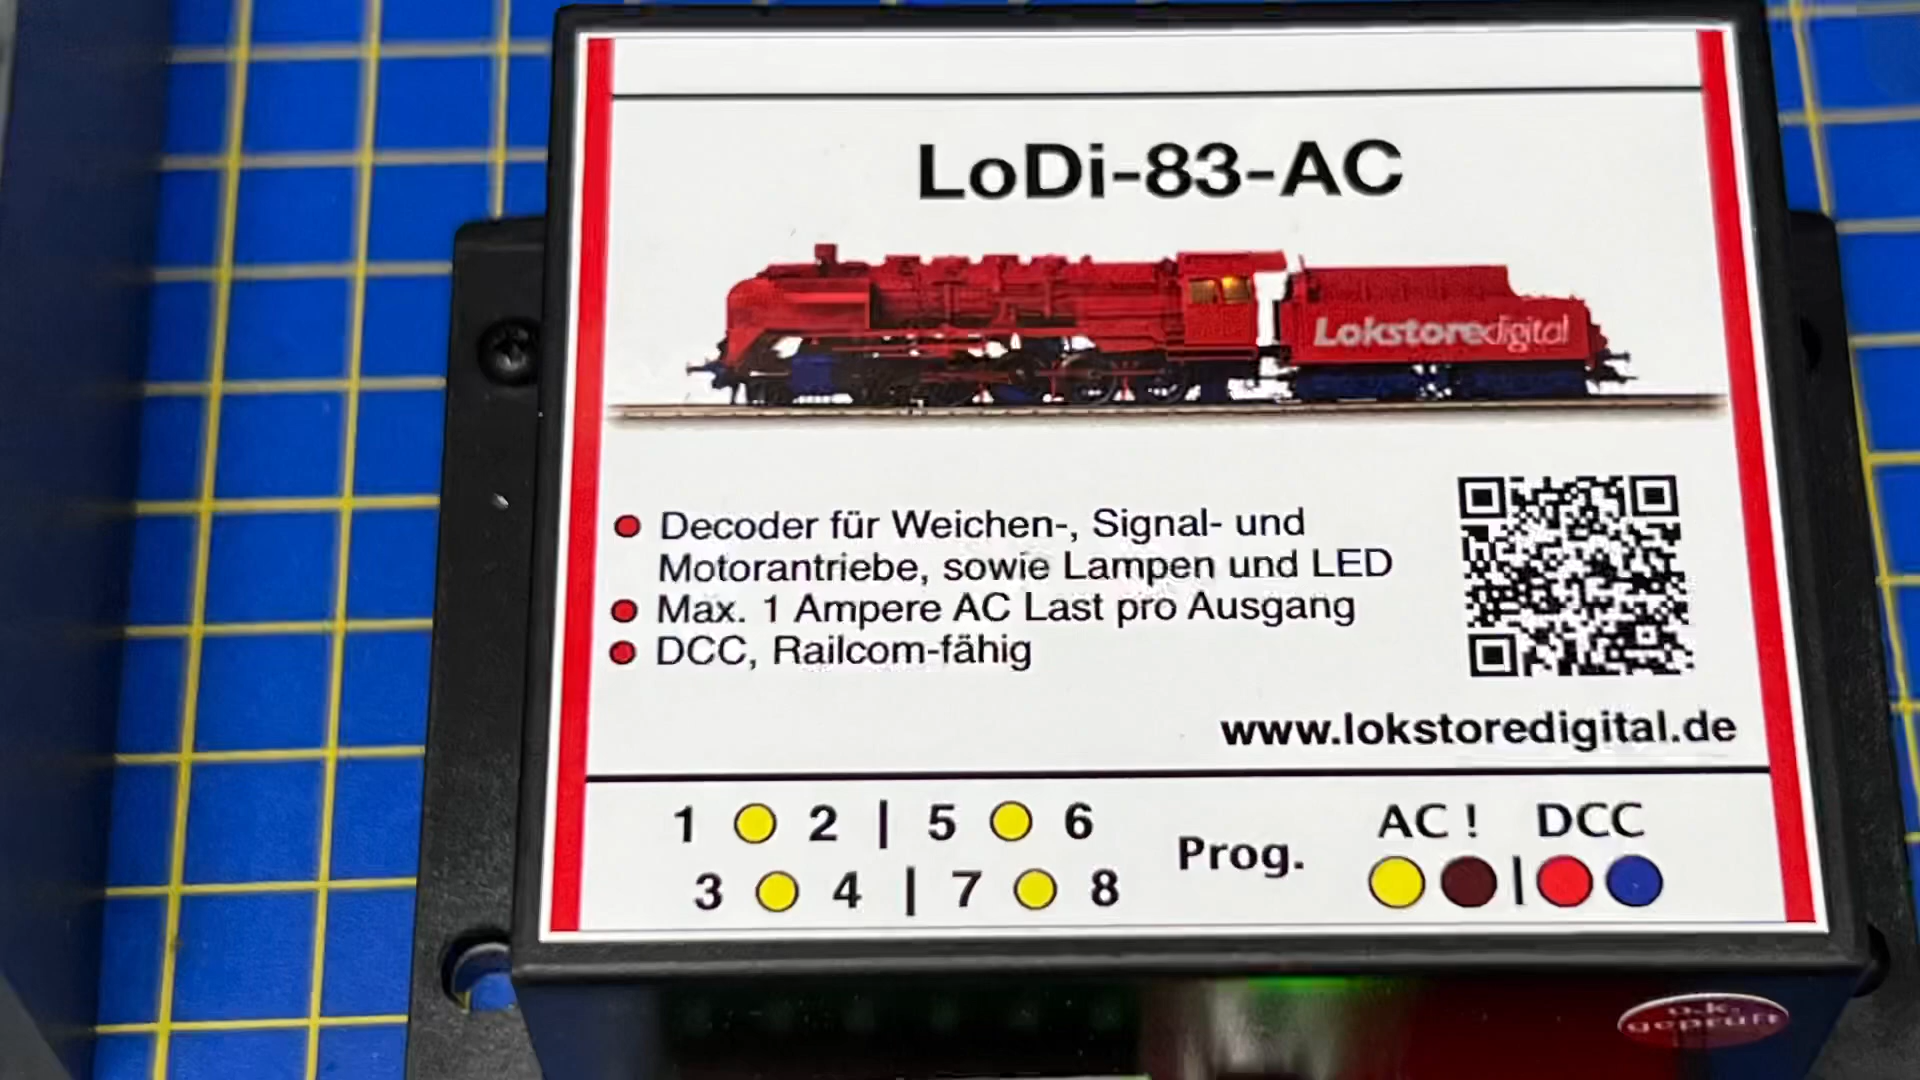 LoDi-83-AC
Lokstoredigital
Decoder für Weichen-, Signal- und
Motorantriebe, sowie Lampen und LED
Max. 1 Ampere AC Last pro Ausgang
DCC, Railcom-fähig
www.lokstoredigital.de
1 2 | 5 6
3 4 | 7 8
Prog.
AC ! DCC
|
o.k.
geprüft